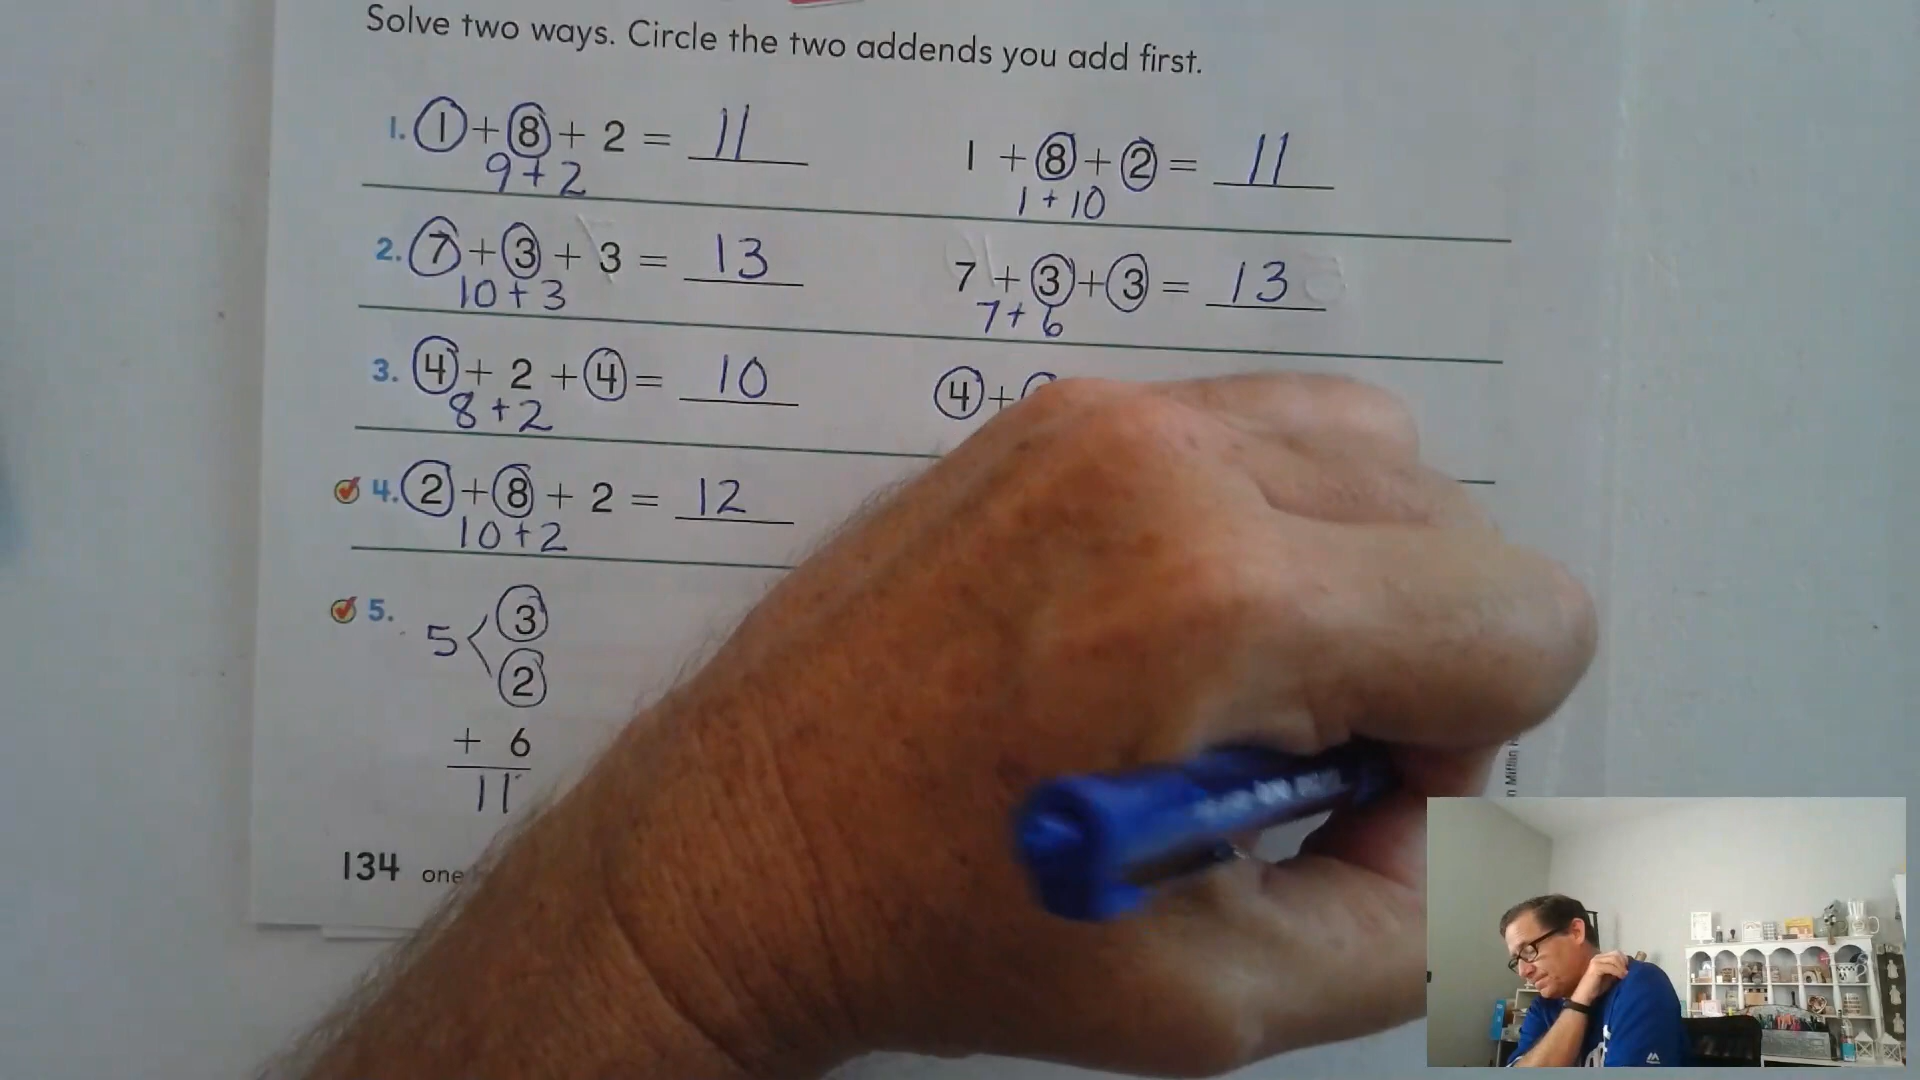 Solve two ways. Circle the two addends you add first.
1. 1 + 8 + 2 = 11
9 + 2
1 + 8 + 2 = 11
1 + 10
2. 7 + 3 + 3 = 13
10 + 3
7 + 3 + 3 = 13
7 + 6
3. 4 + 2 + 4 = 10
8 + 2
4 +
4. 2 + 8 + 2 = 12
10 + 2
5.
3
5 <
2
+ 6
11
134 one